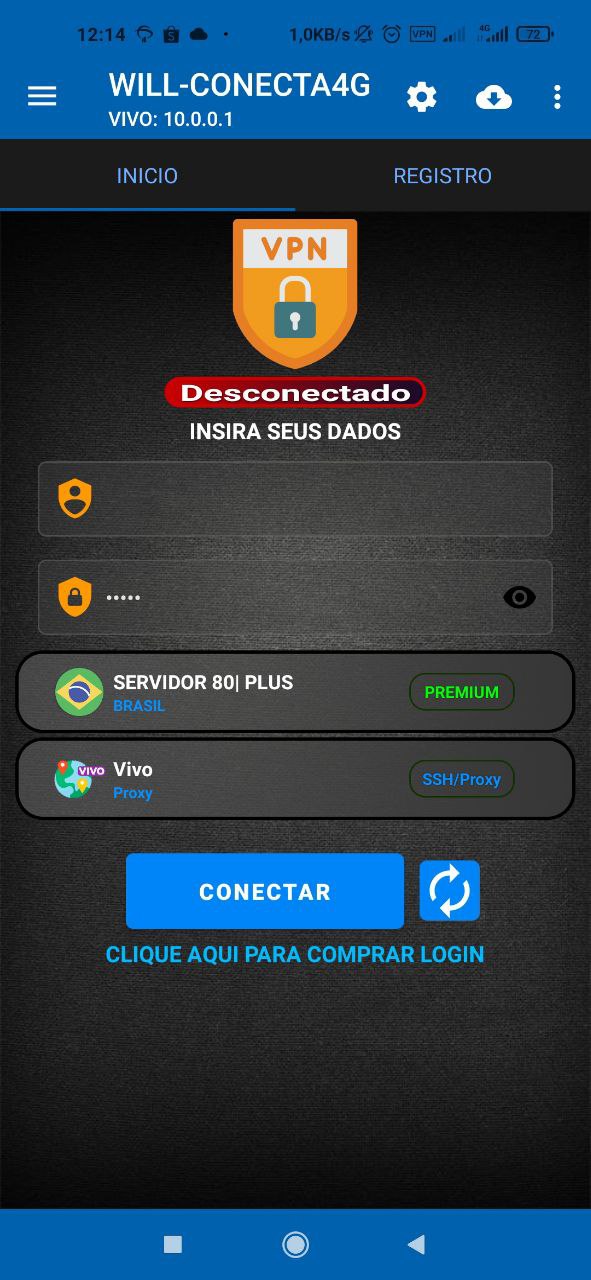 12:14
1,0KB/s
VPN
4G
72
WILL-CONECTA4G
VIVO: 10.0.0.1
INICIO
REGISTRO
VPN
Desconectado
INSIRA SEUS DADOS
•••••
SERVIDOR 80| PLUS
BRASIL
PREMIUM
VIVO
Vivo
Proxy
SSH/Proxy
CONECTAR
CLIQUE AQUI PARA COMPRAR LOGIN